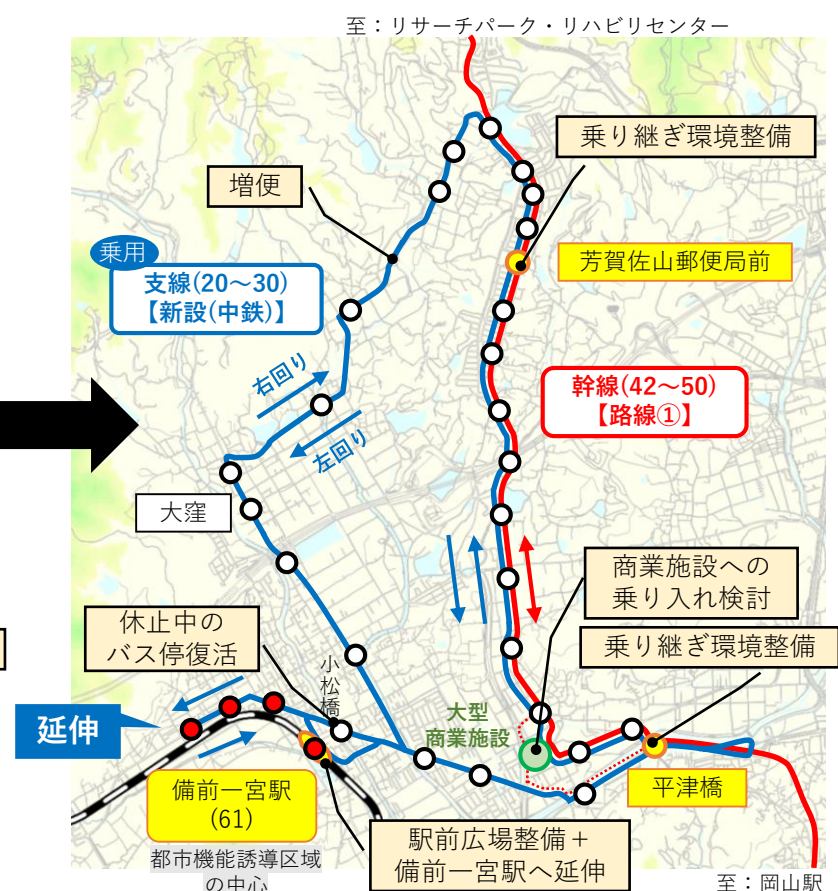 至：リサーチパーク・リハビリセンター
乗り継ぎ環境整備
増便
乗用
支線(20～30)
【新設(中鉄)】
芳賀佐山郵便局前
右回り
左回り
幹線(42～50)
【路線①】
大窪
商業施設への
乗り入れ検討
休止中の
バス停復活
小松橋
乗り継ぎ環境整備
大型
商業施設
延伸
備前一宮駅
(61)
平津橋
都市機能誘導区域
の中心
駅前広場整備＋
備前一宮駅へ延伸
至：岡山駅